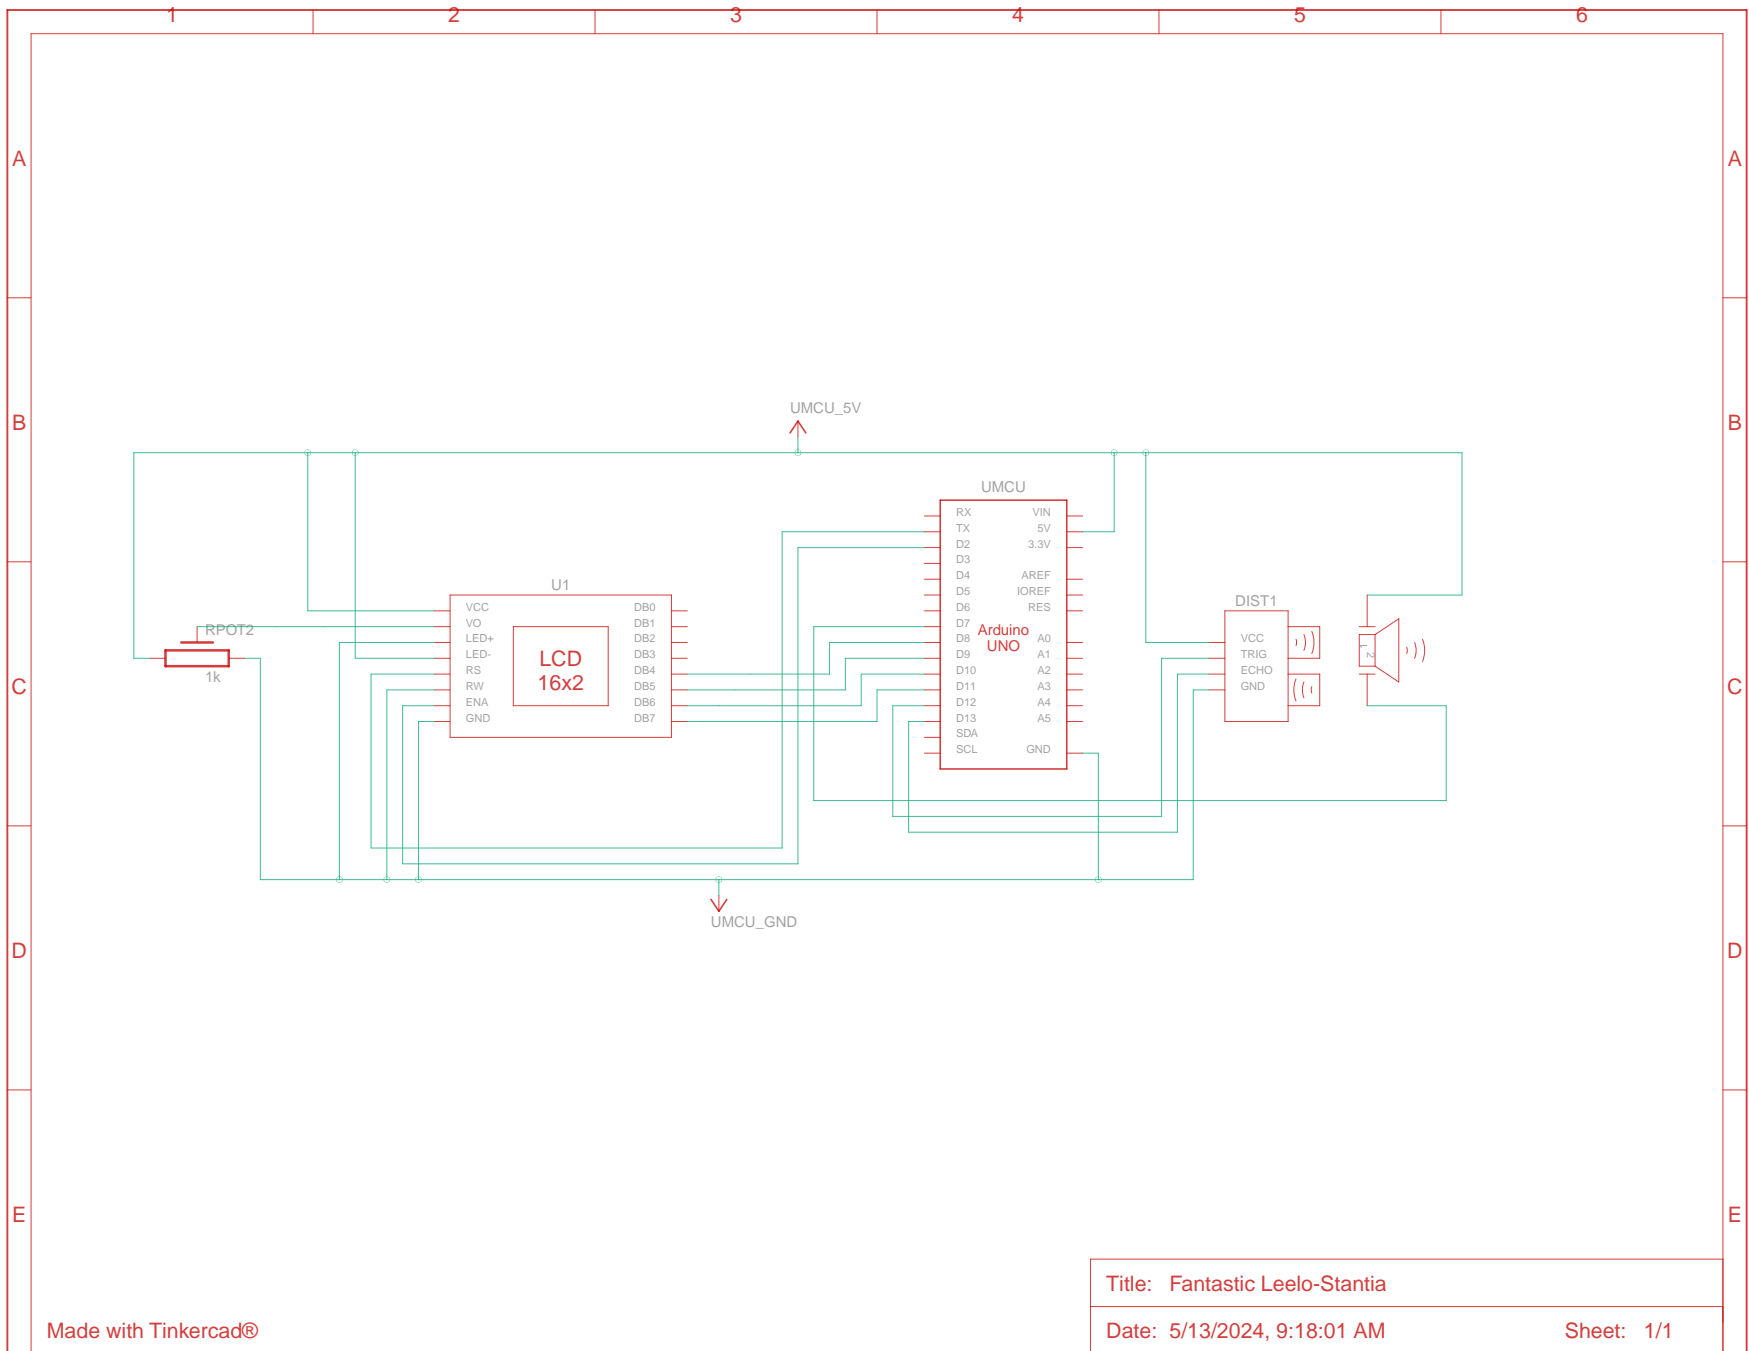 1 2 3 4 5 6
A A
B B
C C
D D
E E
UMCU_5V
UMCU
RX VIN
TX 5V
D2 3.3V
D3
D4 AREF
D5 IOREF
D6 RES
D7
D8 A0
D9 A1
D10 A2
D11 A3
D12 A4
D13 A5
SDA
SCL GND
Arduino
UNO
U1
VCC DB0
VO DB1
LED+ DB2
LED- DB3
RS DB4
RW DB5
ENA DB6
GND DB7
LCD
16x2
RPOT2
1k
DIST1
VCC
TRIG
ECHO
GND
1 2
UMCU_GND
Title: Fantastic Leelo-Stantia
Date: 5/13/2024, 9:18:01 AM Sheet: 1/1
Made with Tinkercad®